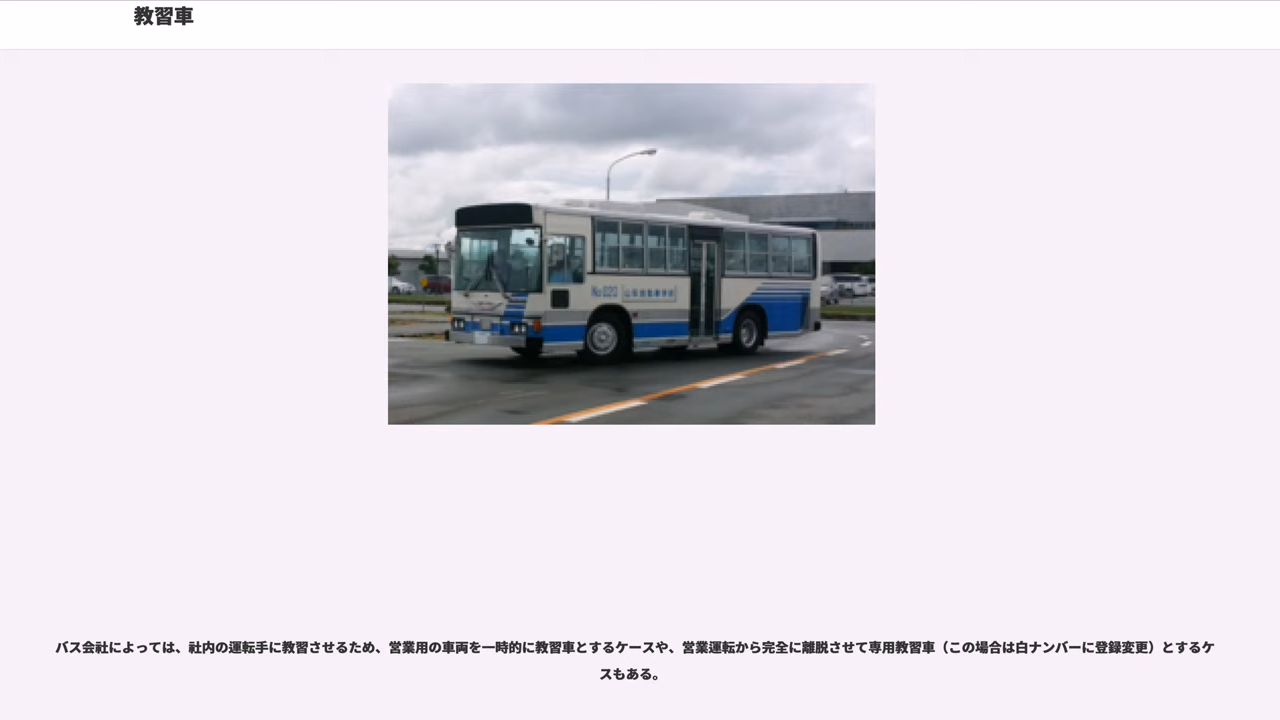 教習車
No 020
バス会社によっては、社内の運転手に教習させるため、営業用の車両を一時的に教習車とするケースや、営業運転から完全に離脱させて専用教習車（この場合は白ナンバーに登録変更）とするケ
スもある。